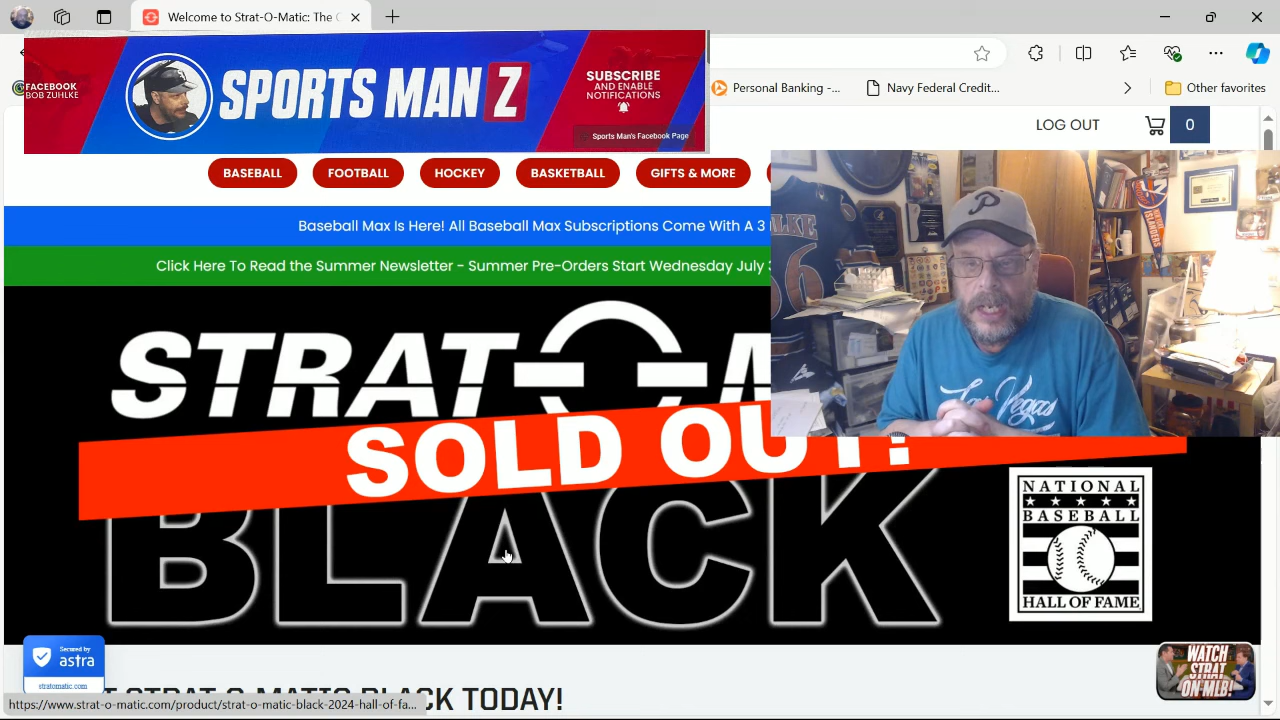 Welcome to Strat-O-Matic: The G
Personal Banking -...
Navy Federal Credit...
Other favorites
FACEBOOK
BOB ZUHLKE
SPORTS MAN Z
SUBSCRIBE
AND ENABLE
NOTIFICATIONS
Sports Man's Facebook Page
LOG OUT
0
BASEBALL
FOOTBALL
HOCKEY
BASKETBALL
GIFTS & MORE
Baseball Max Is Here! All Baseball Max Subscriptions Come With A 3
Click Here To Read the Summer Newsletter - Summer Pre-Orders Start Wednesday July 3
STRAT-O-M
SOLD OUT!
BLACK
NATIONAL
BASEBALL
HALL OF FAME
P
ISLANDERS
Las Vegas
Secured by
astra
stratomatic.com
STRAT-O-MATIC BLACK TODAY!
WATCH
STRAT
ON MLB!
https://www.strat-o-matic.com/product/strat-o-matic-black-2024-hall-of-fa...